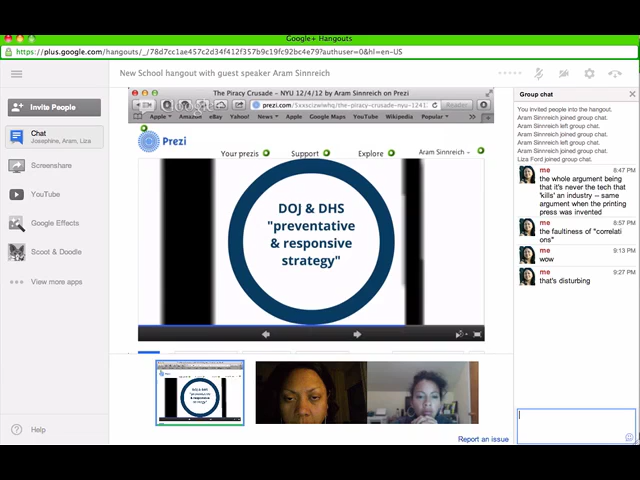 Google+ Hangouts
https://plus.google.com/hangouts/_/78d7cc1ae457c2d34f412f357b9c19fc92bc4e79?authuser=0&hl=en-US
New School hangout with guest speaker Aram Sinnreich
Invite People
Chat
Josephine, Aram, Liza
Screenshare
YouTube
Google Effects
Scoot & Doodle
View more apps
Help
The Piracy Crusade - NYU 12/4/12 by Aram Sinnreich on Prezi
Reader
Apple Yahoo! Google Maps YouTube Wikipedia Popular
Prezi
Your prezis
Support
Explore
Aram Sinnreich
DOJ & DHS
"preventative
& responsive
strategy"
DOJ & DHS
"preventative
& responsive
strategy"
Report an issue
Group chat
You invited people into the hangout.
Aram Sinnreich joined group chat.
Aram Sinnreich left group chat.
Aram Sinnreich joined group chat.
Aram Sinnreich left group chat.
Aram Sinnreich joined group chat.
Liza Ford joined group chat.
me 8:47 PM
the whole argument being
that it's never the tech that
'kills' an industry -- same
argument when the printing
press was invented
me 8:57 PM
the faultiness of "correlati
ons"
me 9:13 PM
wow
me 9:27 PM
that's disturbing